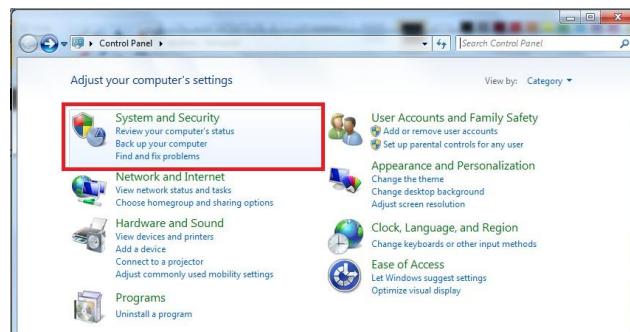 Control Panel
Search Control Panel
Adjust your computer's settings
View by: Category
System and Security
Review your computer's status
Back up your computer
Find and fix problems
Network and Internet
View network status and tasks
Choose homegroup and sharing options
Hardware and Sound
View devices and printers
Add a device
Connect to a projector
Adjust commonly used mobility settings
Programs
Uninstall a program
User Accounts and Family Safety
Add or remove user accounts
Set up parental controls for any user
Appearance and Personalization
Change the theme
Change desktop background
Adjust screen resolution
Clock, Language, and Region
Change keyboards or other input methods
Ease of Access
Let Windows suggest settings
Optimize visual display